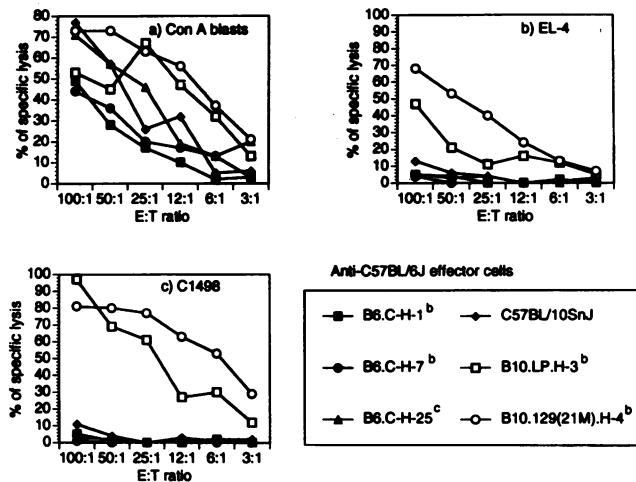 a) Con A blasts
% of specific lysis
80
70
60
50
40
30
20
10
0
100:1 50:1 25:1 12:1 6:1 3:1
E:T ratio
b) EL-4
% of specific lysis
100
90
80
70
60
50
40
30
20
10
0
100:1 50:1 25:1 12:1 6:1 3:1
E:T ratio
c) C1498
% of specific lysis
100
90
80
70
60
50
40
30
20
10
0
100:1 50:1 25:1 12:1 6:1 3:1
E:T ratio
Anti-C57BL/6J effector cells
B6.C-H-1b
C57BL/10SnJ
B6.C-H-7b
B10.LP.H-3b
B6.C-H-25c
B10.129(21M).H-4b